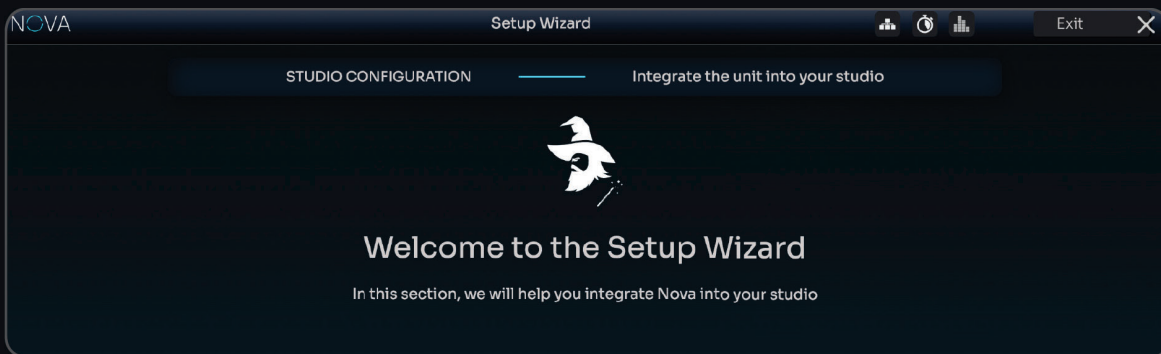 NOVA
Setup Wizard
Exit
STUDIO CONFIGURATION
Integrate the unit into your studio
Welcome to the Setup Wizard
In this section, we will help you integrate Nova into your studio